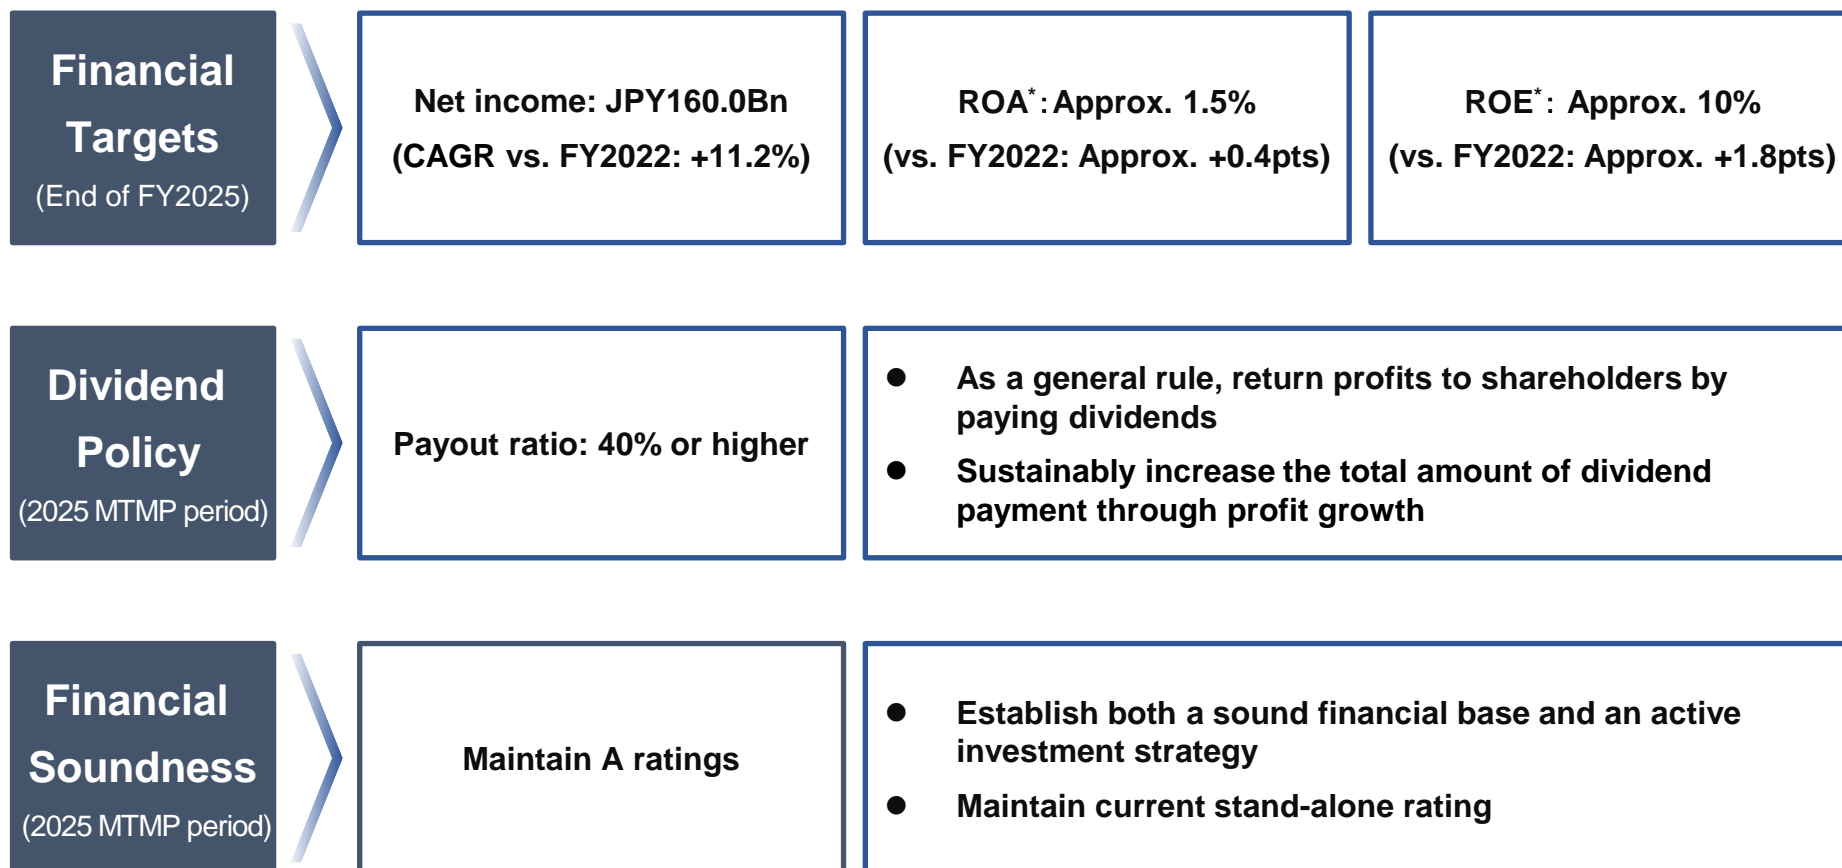 Financial
Targets
(End of FY2025)
Net income: JPY160.0Bn
(CAGR vs. FY2022: +11.2%)
ROA*: Approx. 1.5%
(vs. FY2022: Approx. +0.4pts)
ROE*: Approx. 10%
(vs. FY2022: Approx. +1.8pts)
Dividend
Policy
(2025 MTMP period)
Payout ratio: 40% or higher
● As a general rule, return profits to shareholders by
paying dividends
● Sustainably increase the total amount of dividend
payment through profit growth
Financial
Soundness
(2025 MTMP period)
Maintain A ratings
● Establish both a sound financial base and an active
investment strategy
● Maintain current stand-alone rating